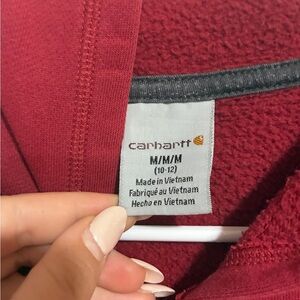 carhartt
M/M/M
(10-12)
Made in Vietnam
Fabriqué au Vietnam
Hecho en Vietnam